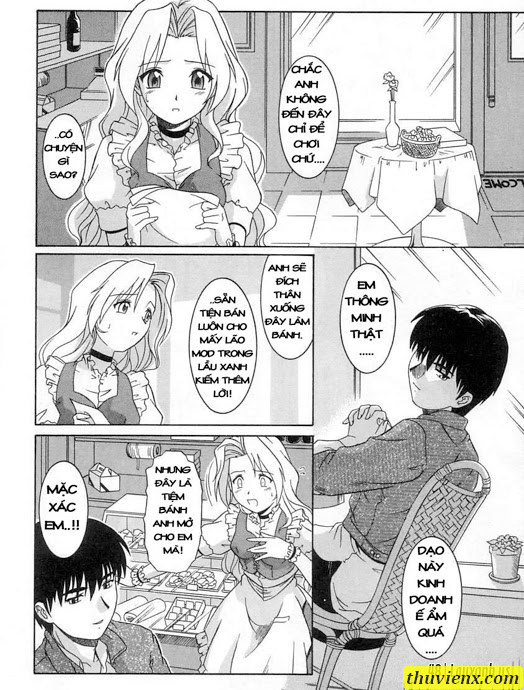 CHẮC
ANH
KHÔNG
ĐẾN ĐÂY
CHỈ ĐỂ
CHƠI
CHỨ....
..CÓ
CHUYỆN
GÌ
SAO?
WELCOME
EM
THÔNG
MINH
THẬT
.....
ANH SẼ
ĐÍCH
THÂN
XUỐNG
ĐÂY LÀM
BÁNH.
..SẴN
TIỆN BÁN
LUÔN CHO
MẤY LÃO
MOD TRONG
LẦU XANH
KIẾM THÊM
LỜI!
DẠO
NÀY KINH
DOANH
Ế ẨM
QUÁ
....
NHƯNG
ĐÂY LÀ
TIỆM
BÁNH
ANH MỞ
CHO EM
MÀ!
MẶC
XÁC
EM..!!
thuvienx.com